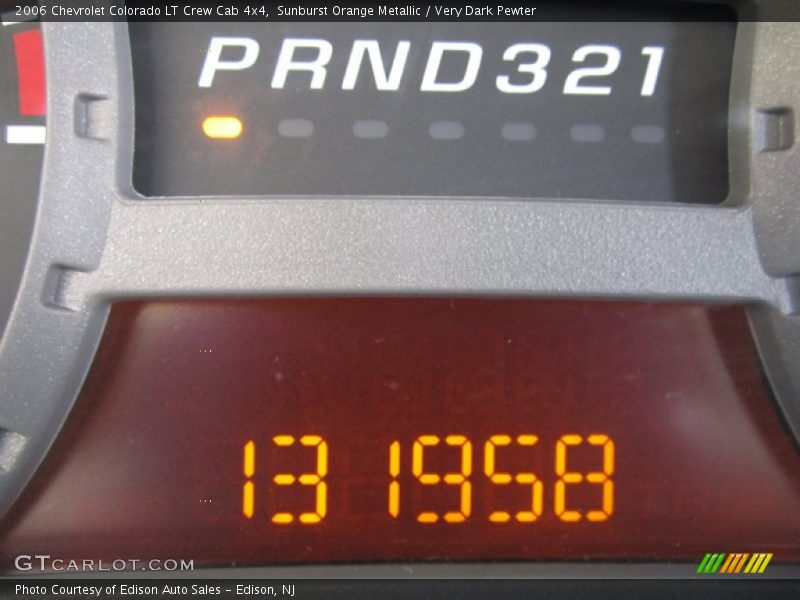 2006 Chevrolet Colorado LT Crew Cab 4x4,  Sunburst Orange Metallic / Very Dark Pewter
PRND321
131958
GTCARLOT.COM
Photo Courtesy of Edison Auto Sales – Edison, NJ